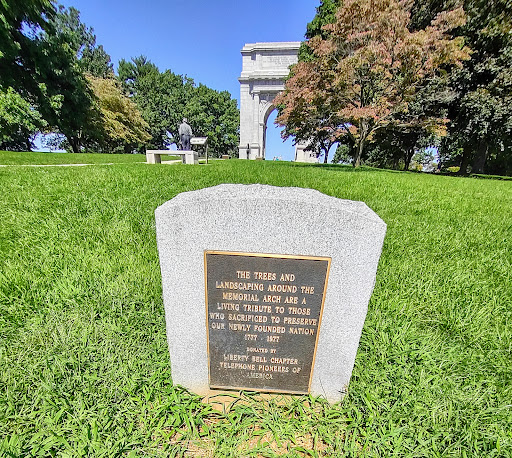 THE TREES AND
LANDSCAPING AROUND THE
MEMORIAL ARCH ARE A
LIVING TRIBUTE TO THOSE
WHO SACRIFICED TO PRESERVE
OUR NEWLY FOUNDED NATION
1777 1977
DONATED BY
LIBERTY BELL CHAPTER
TELEPHONE PIONEERS OF
AMERICA